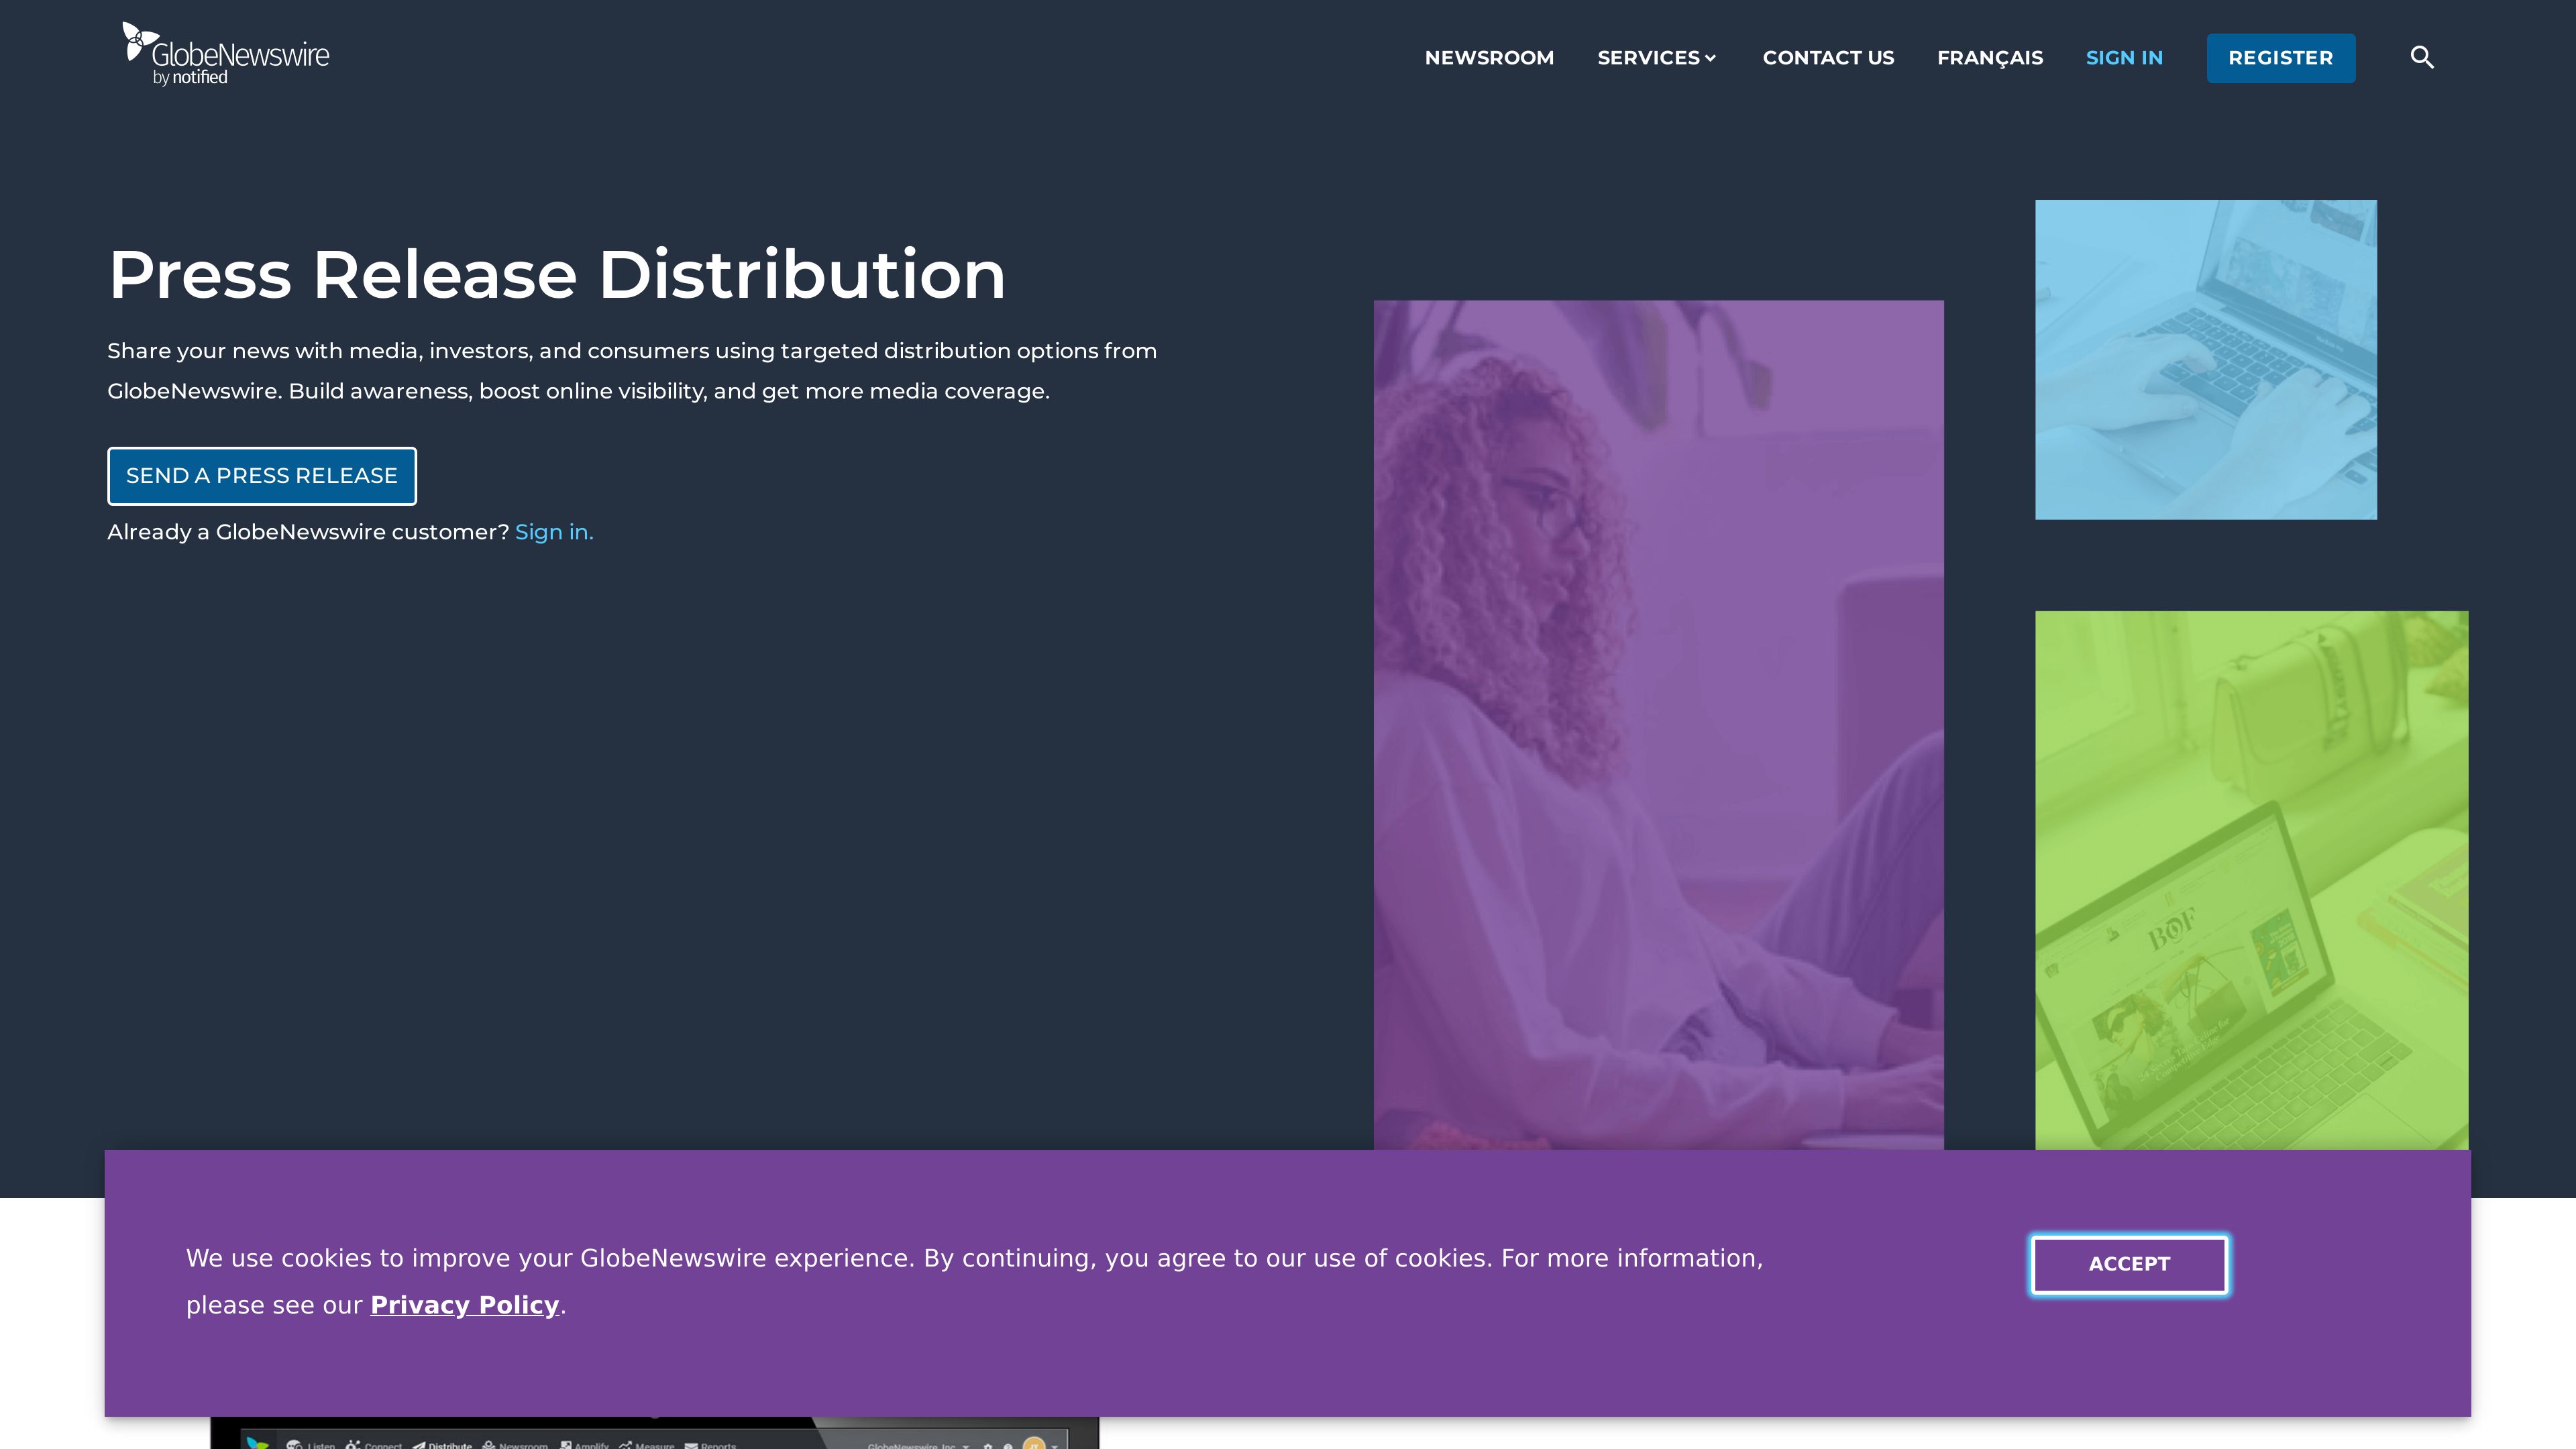 GlobeNewswire
by notified
NEWSROOM
SERVICES
CONTACT US
FRANÇAIS
SIGN IN
REGISTER
Press Release Distribution
Share your news with media, investors, and consumers using targeted distribution options from
GlobeNewswire. Build awareness, boost online visibility, and get more media coverage.
SEND A PRESS RELEASE
Already a GlobeNewswire customer? Sign in.
BOF
We use cookies to improve your GlobeNewswire experience. By continuing, you agree to our use of cookies. For more information,
please see our Privacy Policy.
ACCEPT
Listen Connect Distribute Newsroom Amplify Measure Reports GlobeNewswire, Inc.